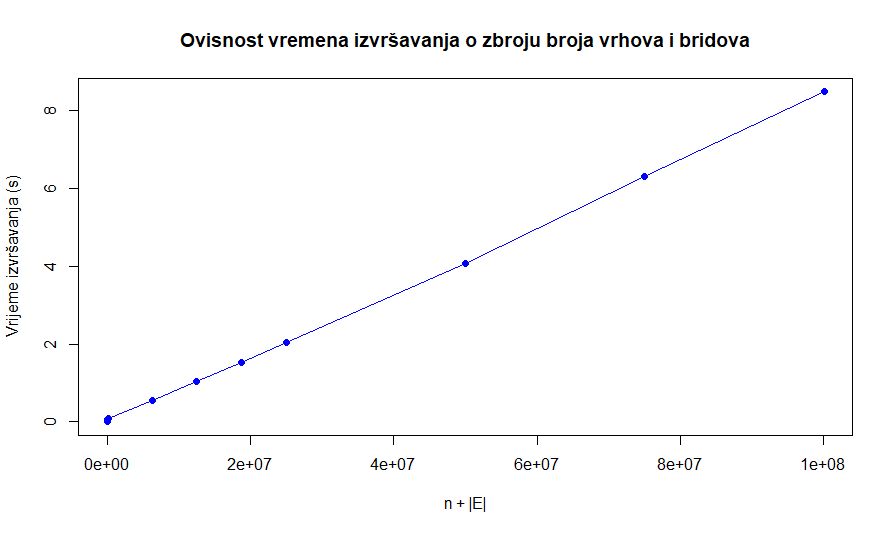 Ovisnost vremena izvršavanja o zbroju broja vrhova i bridova
Vrijeme izvršavanja (s)
8
6
4
2
0
0e+00 2e+07 4e+07 6e+07 8e+07 1e+08
n + |E|